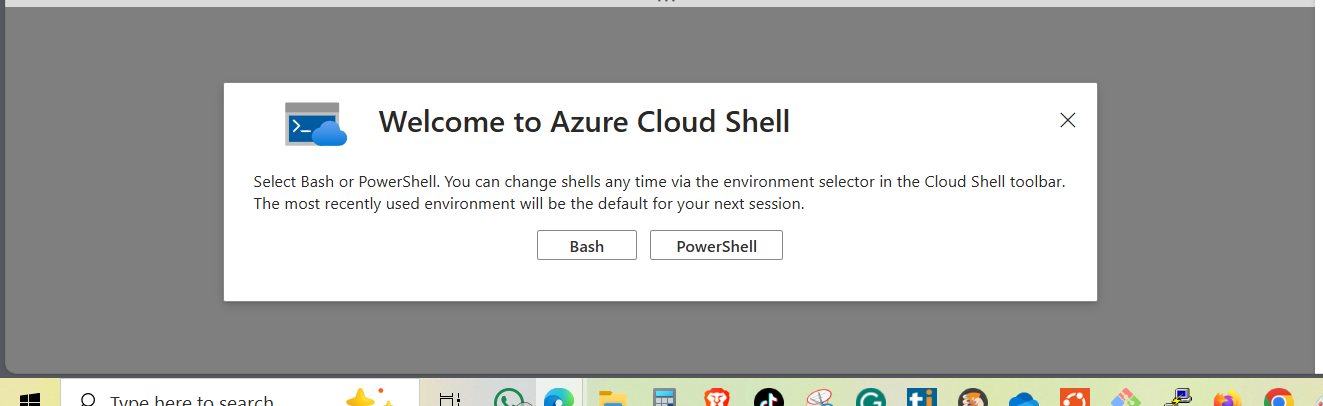 Welcome to Azure Cloud Shell
Select Bash or PowerShell. You can change shells any time via the environment selector in the Cloud Shell toolbar.
The most recently used environment will be the default for your next session.
Bash
PowerShell
Type here to search